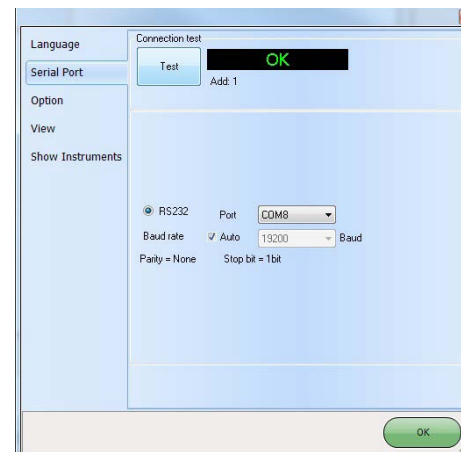 Language
Serial Port
Option
View
Show Instruments
Connection test
Test
OK
Add: 1
RS232 Port COM8
Baud rate Auto 19200 Baud
Parity = None Stop bit = 1bit
OK